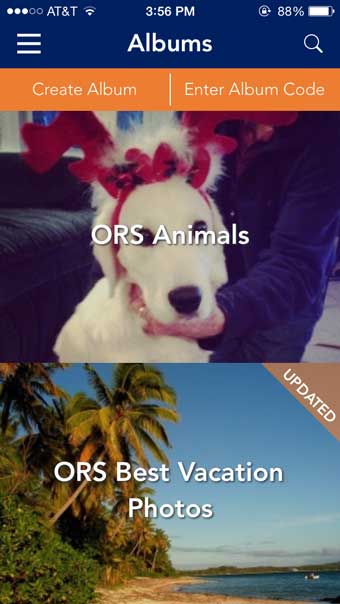 AT&T 3:56 PM 88%
Albums
Create Album Enter Album Code
ORS Animals
UPDATED
ORS Best Vacation
Photos